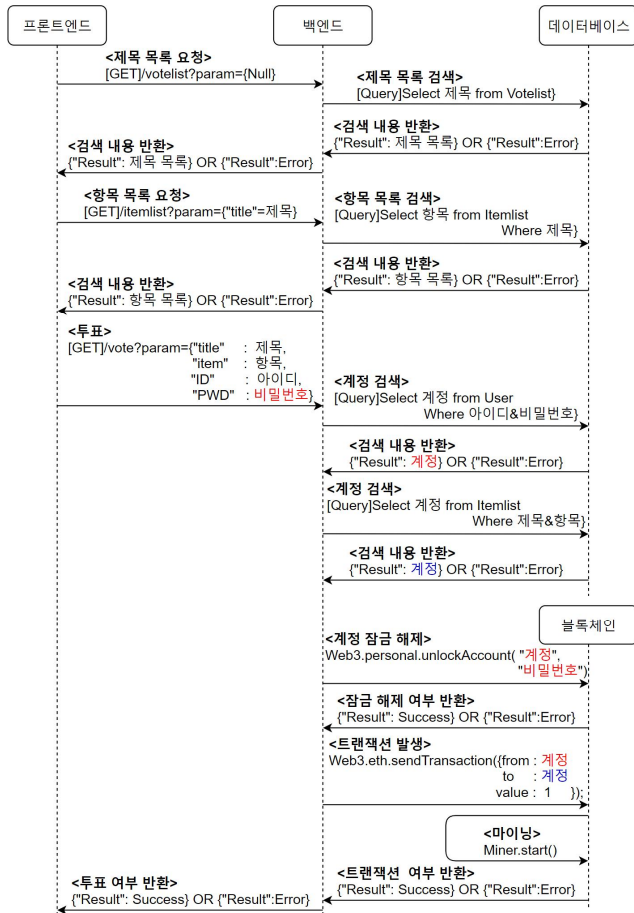 프론트엔드
백엔드
데이터베이스
<제목 목록 요청>
[GET]/votelist?param={Null}
<제목 목록 검색>
[Query]Select 제목 from Votelist}
<검색 내용 반환>
{"Result": 제목 목록} OR {"Result":Error}
<검색 내용 반환>
{"Result": 제목 목록} OR {"Result":Error}
<항목 목록 요청>
[GET]/itemlist?param={"title"=제목}
<항목 목록 검색>
[Query]Select 항목 from Itemlist
Where 제목}
<검색 내용 반환>
{"Result": 항목 목록} OR {"Result":Error}
<검색 내용 반환>
{"Result": 항목 목록} OR {"Result":Error}
<투표>
[GET]/vote?param={"title" : 제목,
"item" : 항목,
"ID" : 아이디,
"PWD" : 비밀번호}
<계정 검색>
[Query]Select 계정 from User
Where 아이디&비밀번호}
<검색 내용 반환>
{"Result": 계정} OR {"Result":Error}
<계정 검색>
[Query]Select 계정 from Itemlist
Where 제목&항목}
<검색 내용 반환>
{"Result": 계정} OR {"Result":Error}
블록체인
<계정 잠금 해제>
Web3.personal.unlockAccount( "계정",
"비밀번호")
<잠금 해제 여부 반환>
{"Result": Success} OR {"Result":Error}
<트랜잭션 발생>
Web3.eth.sendTransaction({from : 계정
to : 계정
value : 1 });
<마이닝>
Miner.start()
<트랜잭션 여부 반환>
{"Result": Success} OR {"Result":Error}
<투표 여부 반환>
{"Result": Success} OR {"Result":Error}